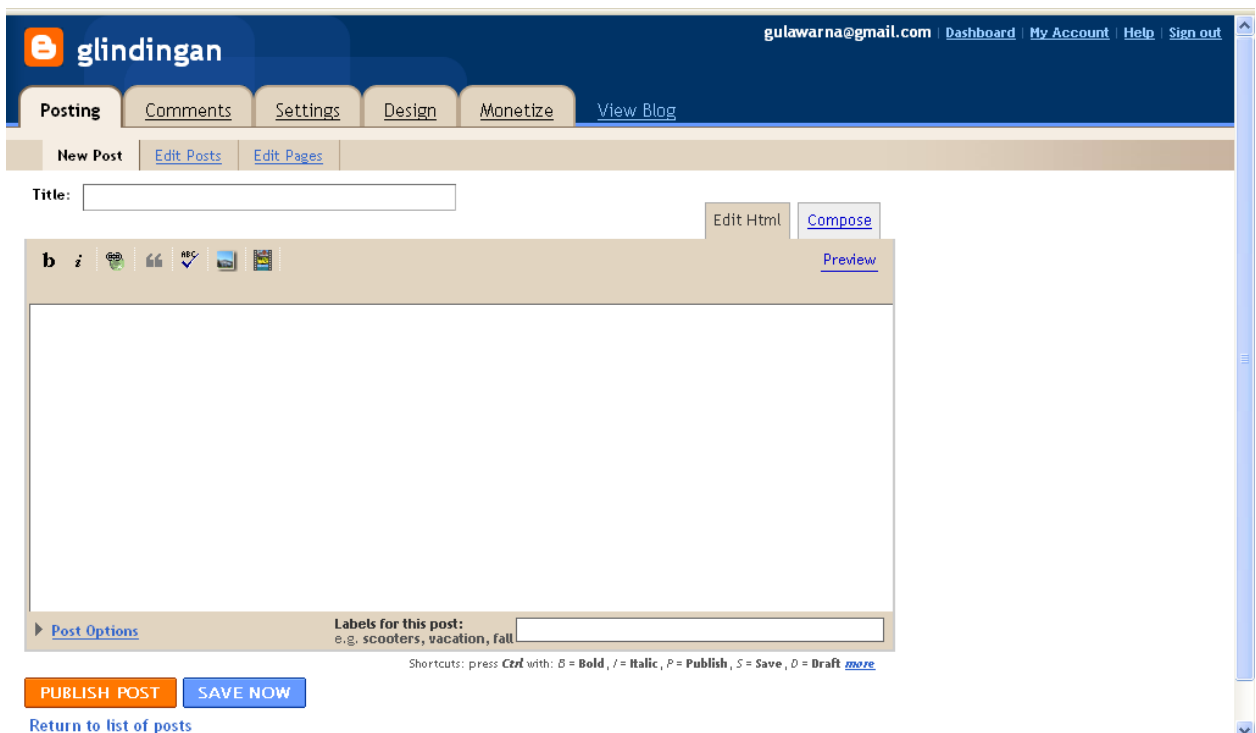 glindingan
gulawarna@gmail.com | Dashboard | My Account | Help | Sign out
Posting Comments Settings Design Monetize View Blog
New Post Edit Posts Edit Pages
Title:
Edit Html Compose
b i ABC Preview
Post Options
Labels for this post:
e.g. scooters, vacation, fall
Shortcuts: press Ctrl with: B = Bold, I = Italic, P = Publish, S = Save, D = Draft more
PUBLISH POST SAVE NOW
Return to list of posts